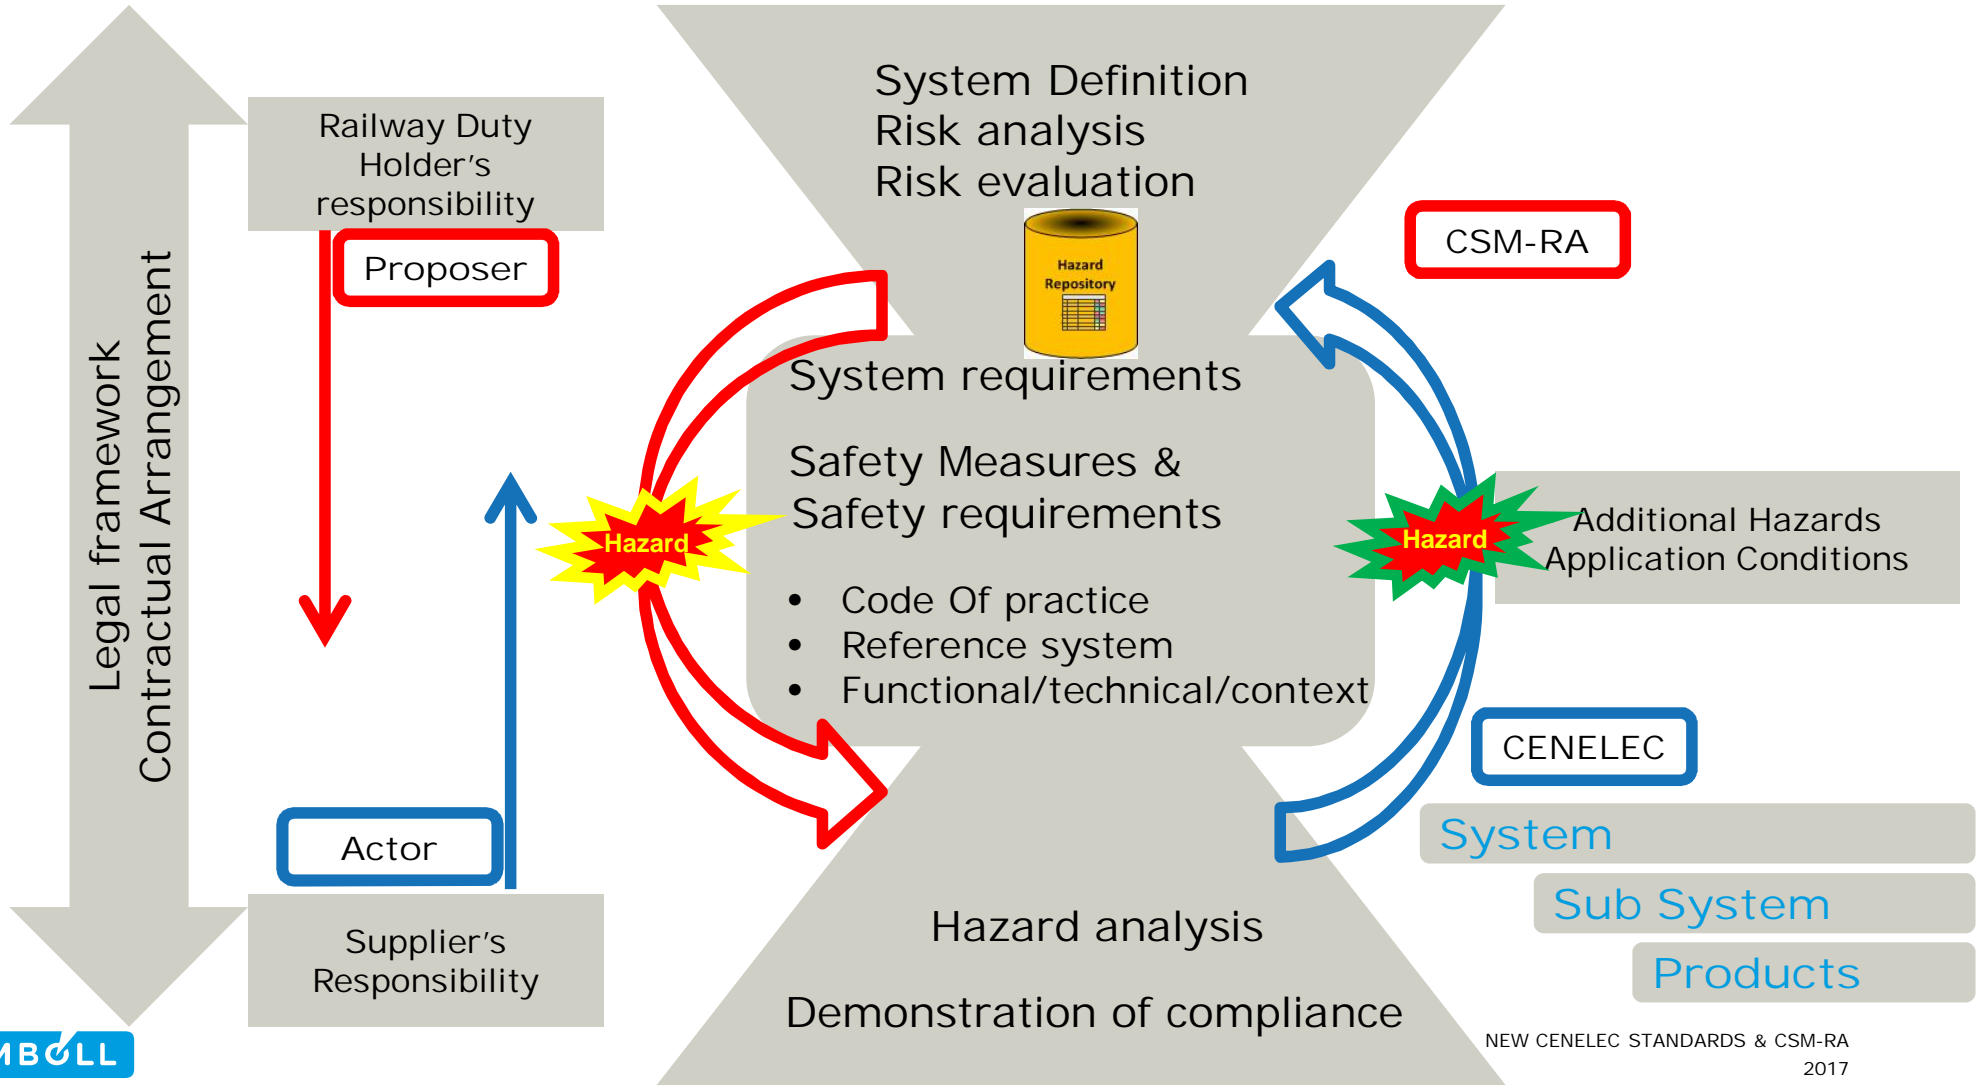 System Definition
Risk analysis
Risk evaluation
Railway Duty
Holder's
responsibility
Proposer
CSM-RA
Hazard
Repository
Legal framework
Contractual Arrangement
System requirements
Safety Measures &
Safety requirements
• Code Of practice
• Reference system
• Functional/technical/context
Hazard
Hazard
Additional Hazards
Application Conditions
CENELEC
Actor
System
Sub System
Products
Supplier's
Responsibility
Hazard analysis
Demonstration of compliance
MBOLL
NEW CENELEC STANDARDS & CSM-RA
2017